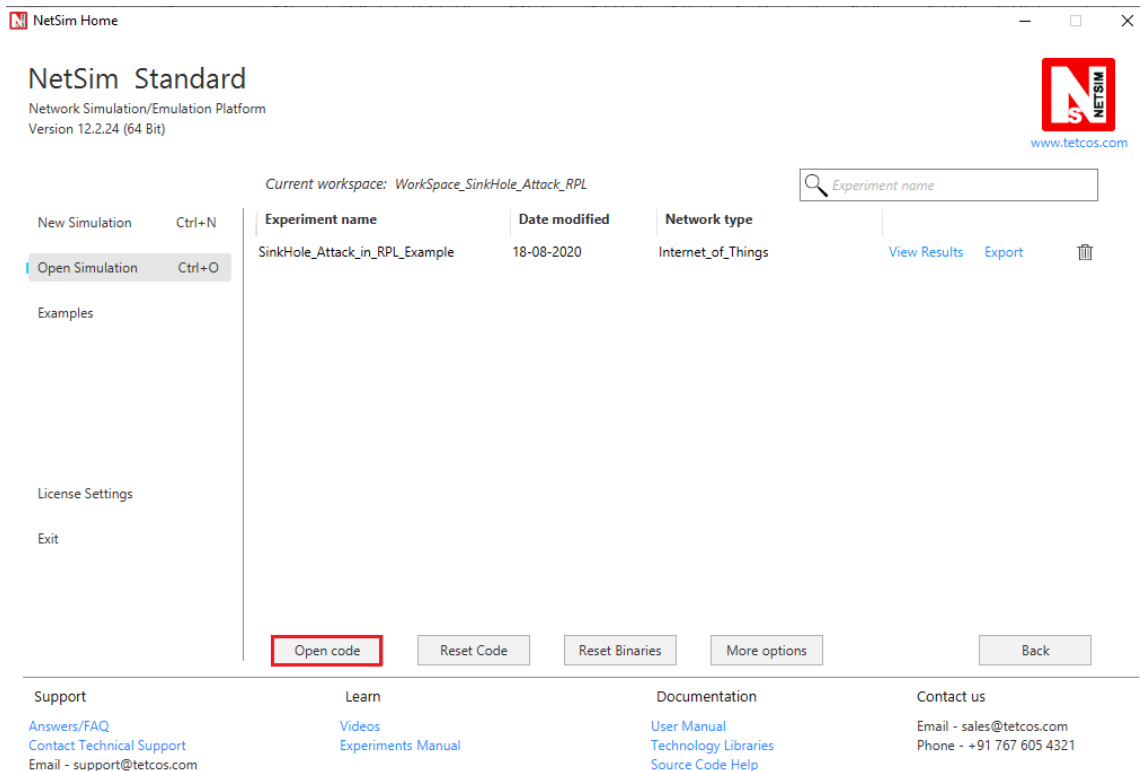 NetSim Home
NetSim Standard
Network Simulation/Emulation Platform
Version 12.2.24 (64 Bit)
NETSIM
NS
www.tetcos.com
Current workspace: WorkSpace_SinkHole_Attack_RPL
Experiment name
New Simulation Ctrl+N
Open Simulation Ctrl+O
Examples
License Settings
Exit
Experiment name Date modified Network type
SinkHole_Attack_in_RPL_Example 18-08-2020 Internet_of_Things View Results Export
Open code Reset Code Reset Binaries More options Back
Support
Answers/FAQ
Contact Technical Support
Email - support@tetcos.com
Learn
Videos
Experiments Manual
Documentation
User Manual
Technology Libraries
Source Code Help
Contact us
Email - sales@tetcos.com
Phone - +91 767 605 4321